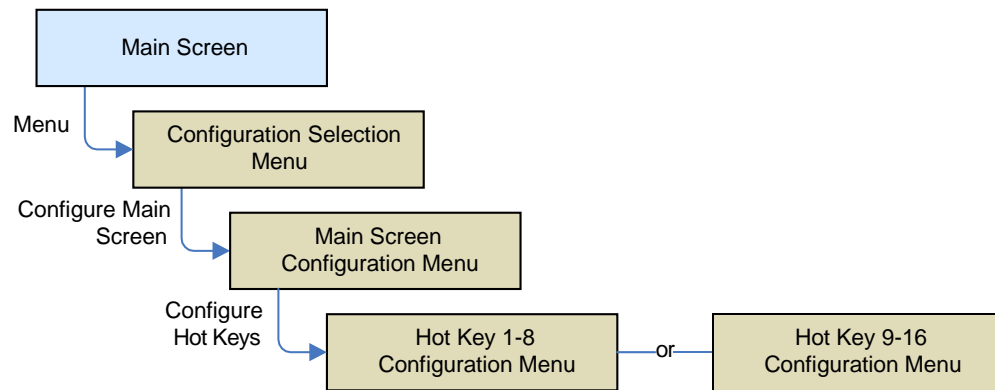 Main Screen
Menu
Configuration Selection
Menu
Configure Main
Screen
Main Screen
Configuration Menu
Configure
Hot Keys
Hot Key 1-8
Configuration Menu
or
Hot Key 9-16
Configuration Menu